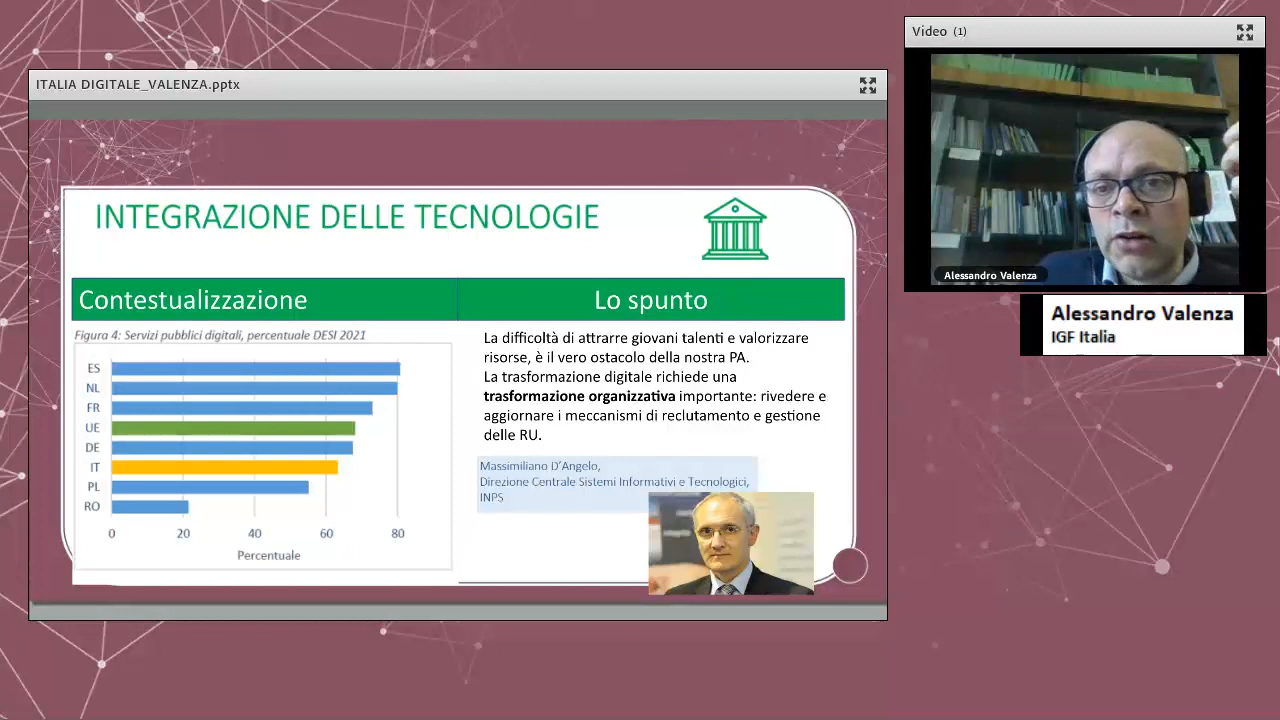 Video (1)
ITALIA DIGITALE_VALENZA.pptx
INTEGRAZIONE DELLE TECNOLOGIE
Contestualizzazione
Lo spunto
Figura 4: Servizi pubblici digitali, percentuale DESI 2021
ES
NL
FR
UE
DE
IT
PL
RO
0 20 40 60 80
Percentuale
La difficoltà di attrarre giovani talenti e valorizzare
risorse, è il vero ostacolo della nostra PA.
La trasformazione digitale richiede una
trasformazione organizzativa importante: rivedere e
aggiornare i meccanismi di reclutamento e gestione
delle RU.
Massimiliano D'Angelo,
Direzione Centrale Sistemi Informativi e Tecnologici,
INPS
Alessandro Valenza
Alessandro Valenza
IGF Italia